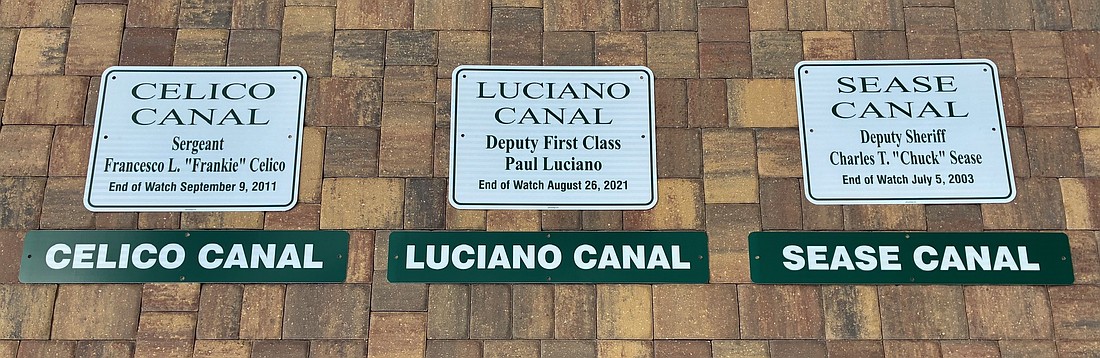 CELICO
CANAL
Sergeant
Francesco L. "Frankie" Celico
End of Watch September 9, 2011
LUCIANO
CANAL
Deputy First Class
Paul Luciano
End of Watch August 26, 2021
SEASE
CANAL
Deputy Sheriff
Charles T. "Chuck" Sease
End of Watch July 5, 2003
CELICO CANAL
LUCIANO CANAL
SEASE CANAL